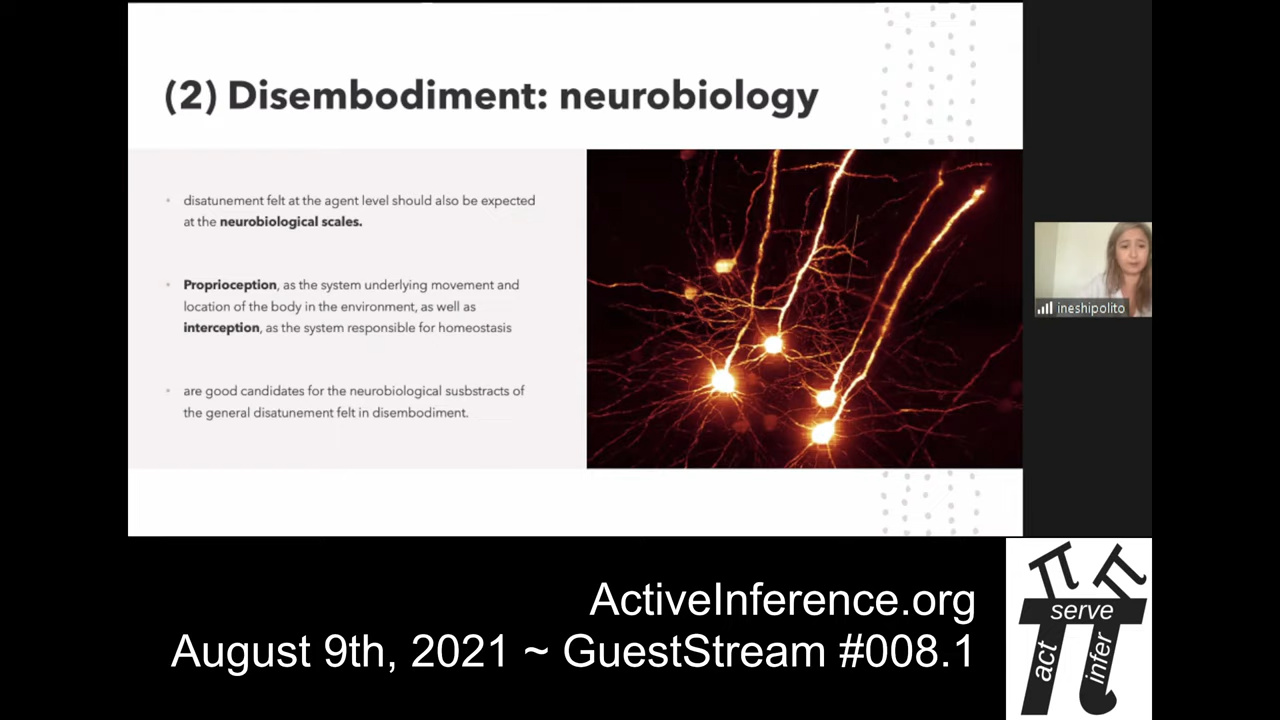 (2) Disembodiment: neurobiology
disatunement felt at the agent level should also be expected
at the neurobiological scales.
Proprioception, as the system underlying movement and
location of the body in the environment, as well as
interception, as the system responsible for homeostasis
are good candidates for the neurobiological susbstracts of
the general disatunement felt in disembodiment.
ineshipolito
ActiveInference.org
August 9th, 2021 ~ GuestStream #008.1
serve
act
infer